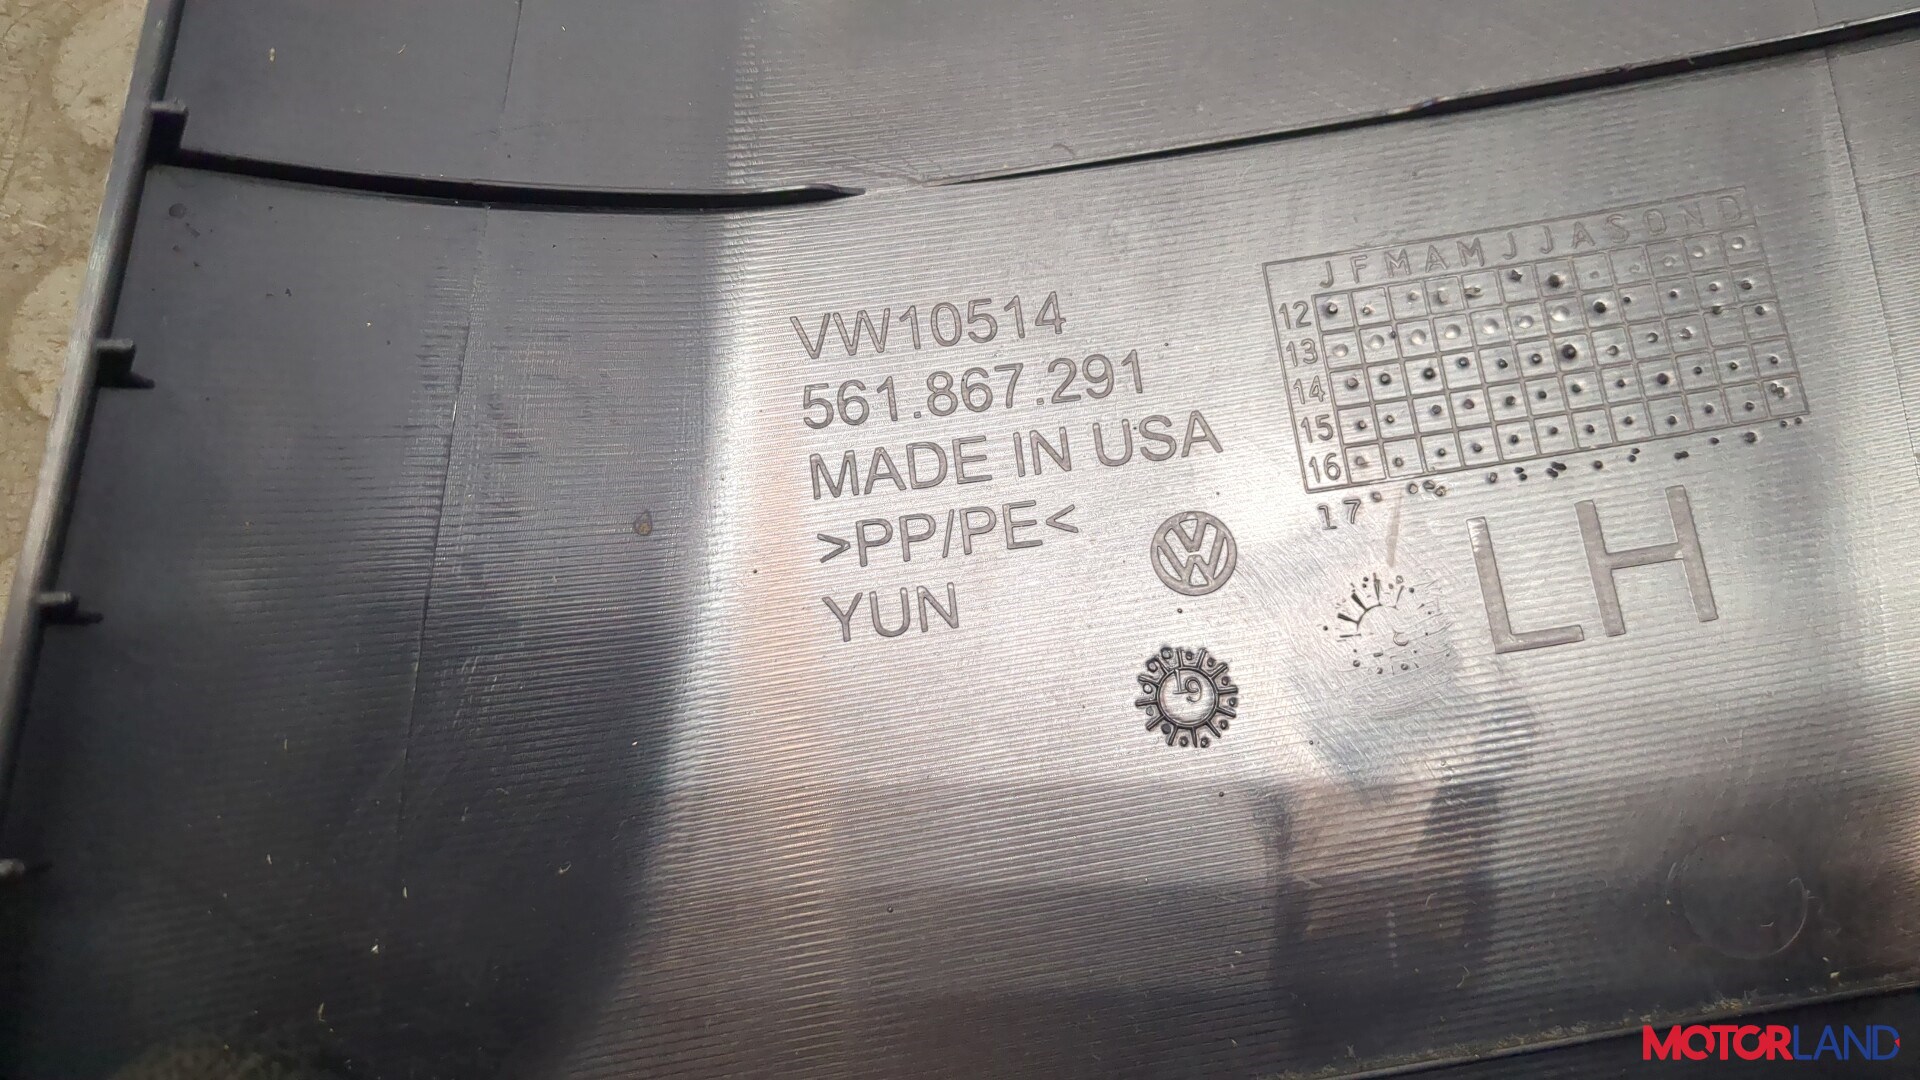 VW10514
561.867.291
MADE IN USA
>PP/PE<
YUN
J F M A M J J A S O N D
12
13
14
15
16
17
LH
MOTORLAND